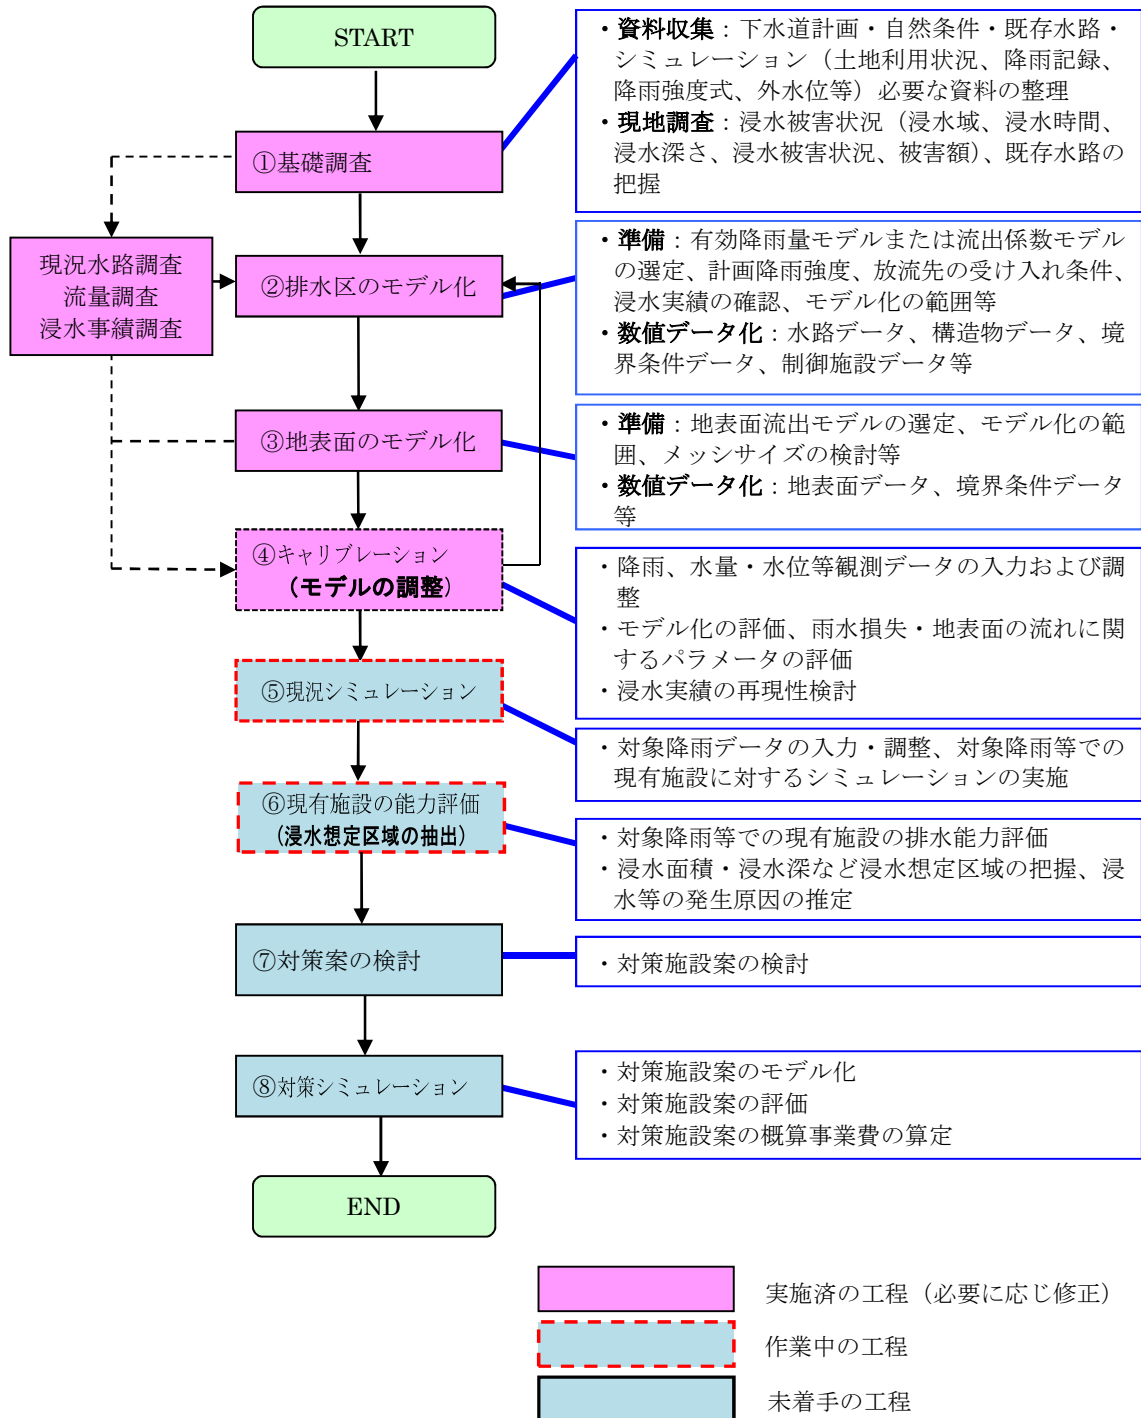 START
①基礎調査
・資料収集：下水道計画・自然条件・既存水路・
シミュレーション（土地利用状況、降雨記録、
降雨強度式、外水位等）必要な資料の整理
・現地調査：浸水被害状況（浸水域、浸水時間、
浸水深さ、浸水被害状況、被害額）、既存水路の
把握
現況水路調査
流量調査
浸水事績調査
②排水区のモデル化
・準備：有効降雨量モデルまたは流出係数モデル
の選定、計画降雨強度、放流先の受け入れ条件、
浸水実績の確認、モデル化の範囲等
・数値データ化：水路データ、構造物データ、境
界条件データ、制御施設データ等
③地表面のモデル化
・準備：地表面流出モデルの選定、モデル化の範
囲、メッシサイズの検討等
・数値データ化：地表面データ、境界条件データ
等
④キャリブレーション
（モデルの調整）
・降雨、水量・水位等観測データの入力および調
整
・モデル化の評価、雨水損失・地表面の流れに関
するパラメータの評価
・浸水実績の再現性検討
⑤現況シミュレーション
・対象降雨データの入力・調整、対象降雨等での
現有施設に対するシミュレーションの実施
⑥現有施設の能力評価
（浸水想定区域の抽出）
・対象降雨等での現有施設の排水能力評価
・浸水面積・浸水深など浸水想定区域の把握、浸
水等の発生原因の推定
⑦対策案の検討
・対策施設案の検討
⑧対策シミュレーション
・対策施設案のモデル化
・対策施設案の評価
・対策施設案の概算事業費の算定
END
実施済の工程（必要に応じ修正）
作業中の工程
未着手の工程